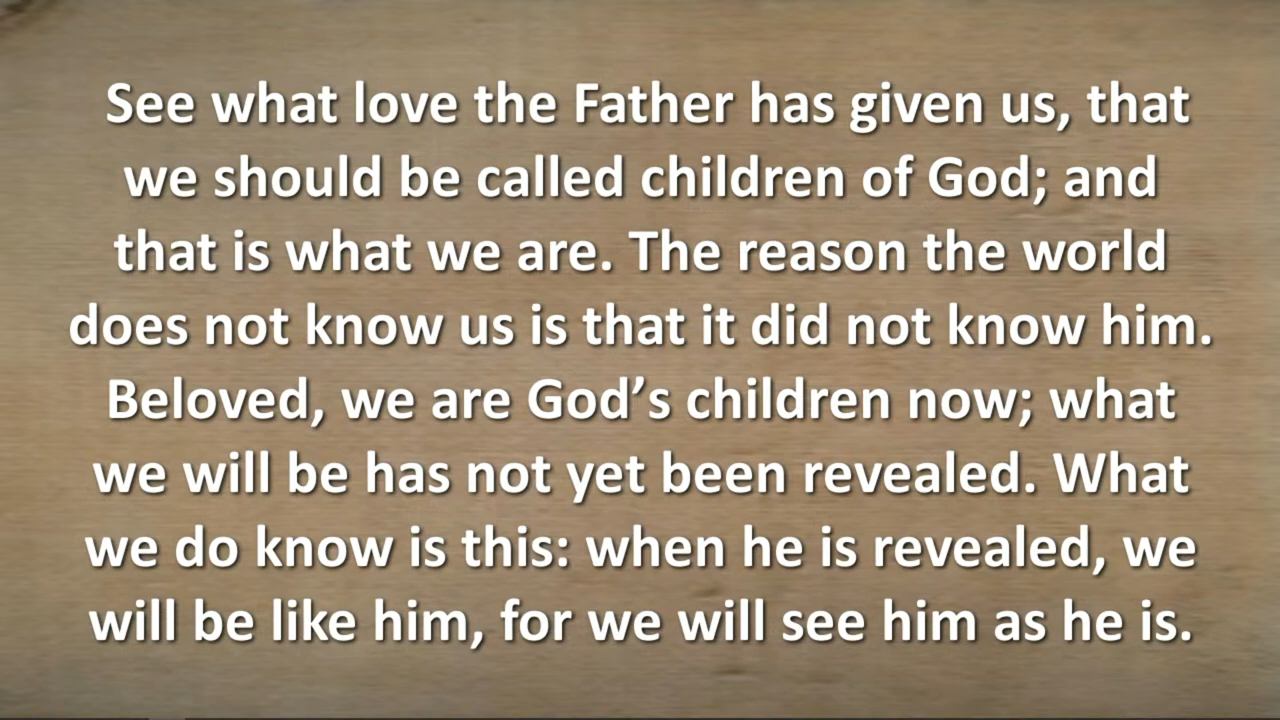 See what love the Father has given us, that
we should be called children of God; and
that is what we are. The reason the world
does not know us is that it did not know him.
Beloved, we are God’s children now; what
we will be has not yet been revealed. What
we do know is this: when he is revealed, we
will be like him, for we will see him as he is.